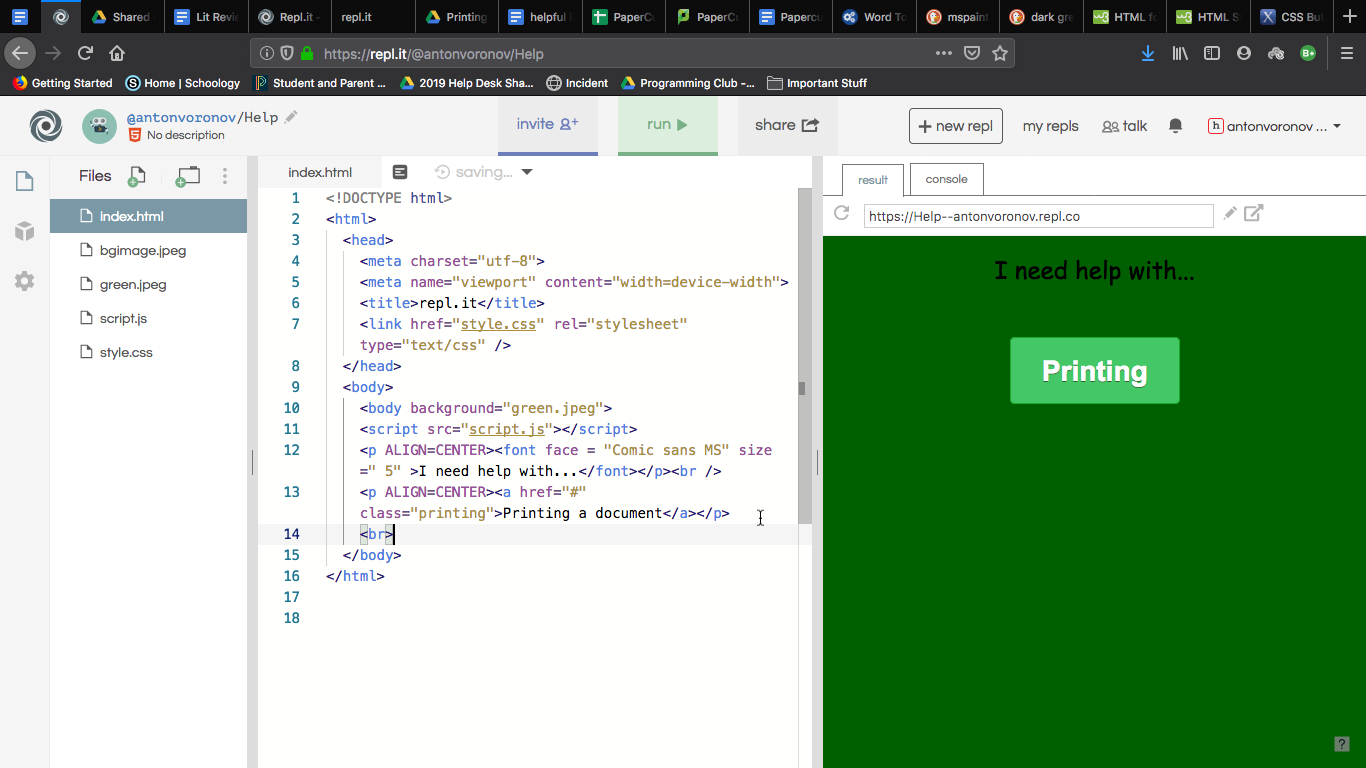 Shared
Lit Revi
Repl.it -
repl.it
Printing
helpful
PaperCu
PaperCu
Papercu
Word To
mspaint
dark gre
HTML fo
HTML S
CSS But
https://repl.it/@antonvoronov/Help
Getting Started
Home | Schoology
Student and Parent ...
2019 Help Desk Sha...
Incident
Programming Club -...
Important Stuff
@antonvoronov/Help
No description
invite
run
share
+ new repl
my repls
talk
h antonvoronov ...
Files
index.html
bgimage.jpeg
green.jpeg
script.js
style.css
index.html
saving...
1 <!DOCTYPE html>
2 <html>
3 <head>
4 <meta charset="utf-8">
5 <meta name="viewport" content="width=device-width">
6 <title>repl.it</title>
7 <link href="style.css" rel="stylesheet"
type="text/css" />
8 </head>
9 <body>
10 <body background="green.jpeg">
11 <script src="script.js"></script>
12 <p ALIGN=CENTER><font face = "Comic sans MS" size
=" 5" >I need help with...</font></p><br />
13 <p ALIGN=CENTER><a href="#"
class="printing">Printing a document</a></p>
14 <br>
15 </body>
16 </html>
17
18
result
console
https://Help--antonvoronov.repl.co
I need help with...
Printing
?